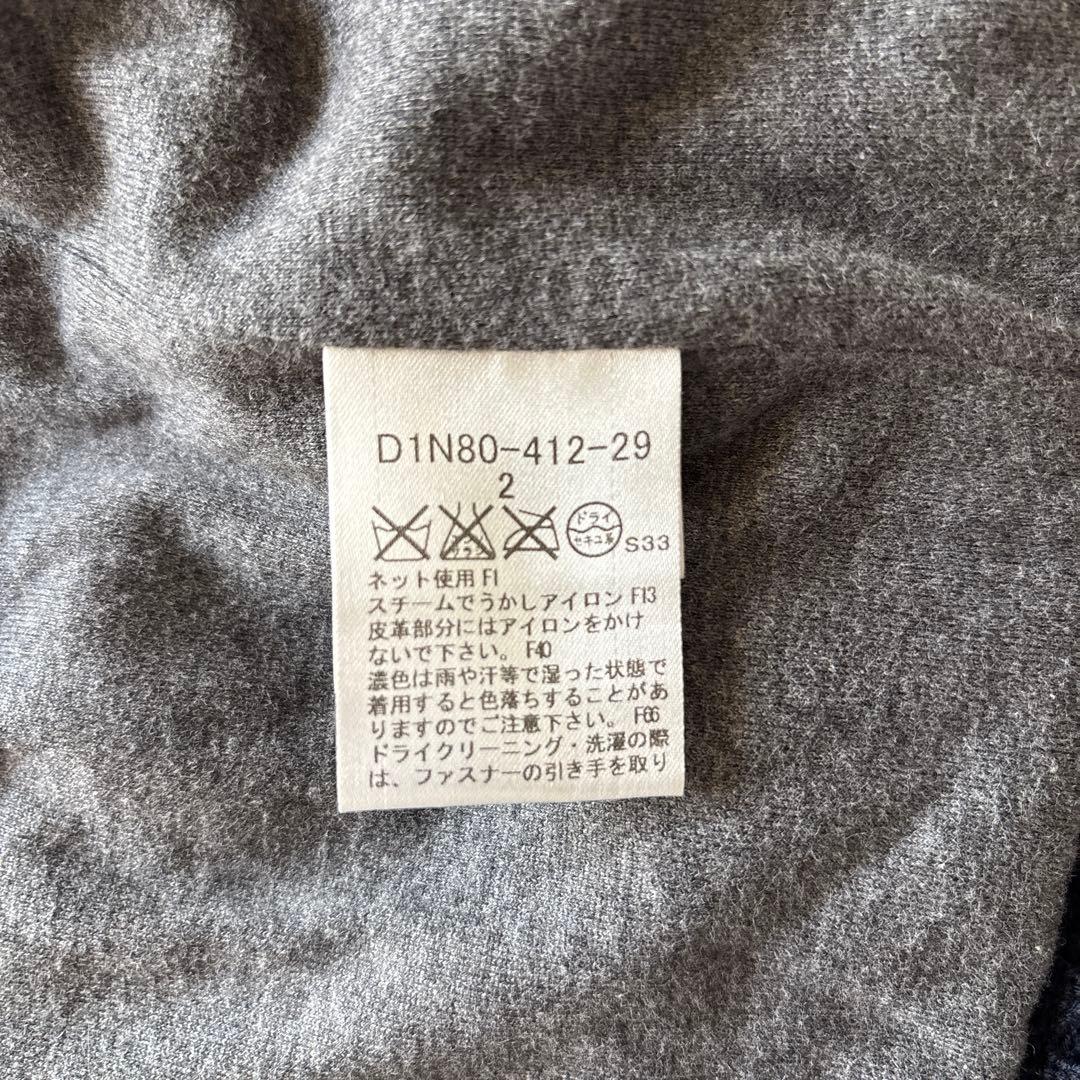 D1N80-412-29
2
エンソ
サラシ
ドライ
セキユ系
S33
ネット使用 F1
スチームでうかしアイロン F13
皮革部分にはアイロンをかけ
ないで下さい。 F40
濃色は雨や汗等で湿った状態で
着用すると色落ちすることがあ
りますのでご注意下さい。 F66
ドライクリーニング・洗濯の際
は、ファスナーの引き手を取り